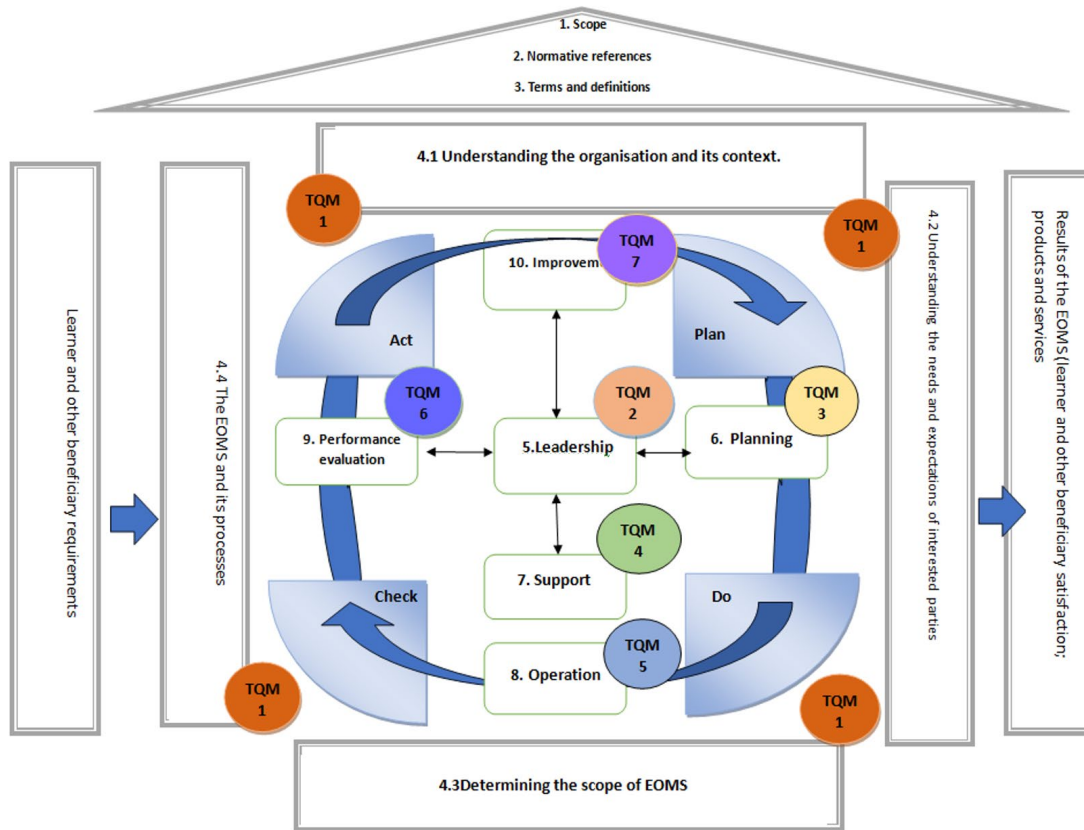 1. Scope
2. Normative references
3. Terms and definitions
4.1 Understanding the organisation and its context.
TQM
1
TQM
1
Learner and other beneficiary requirements
4.4 The EOMS and its processes
Act
10. Improveme
TQM
7
Plan
TQM
6
9. Performance
evaluation
TQM
2
5.Leadership
TQM
3
6. Planning
TQM
4
7. Support
Check
Do
8. Operation
TQM
5
TQM
1
TQM
1
4.2 Understanding the needs and expectations of interested parties
Results of the EOMS (learner and other beneficiary satisfaction;
products and services
4.3Determining the scope of EOMS